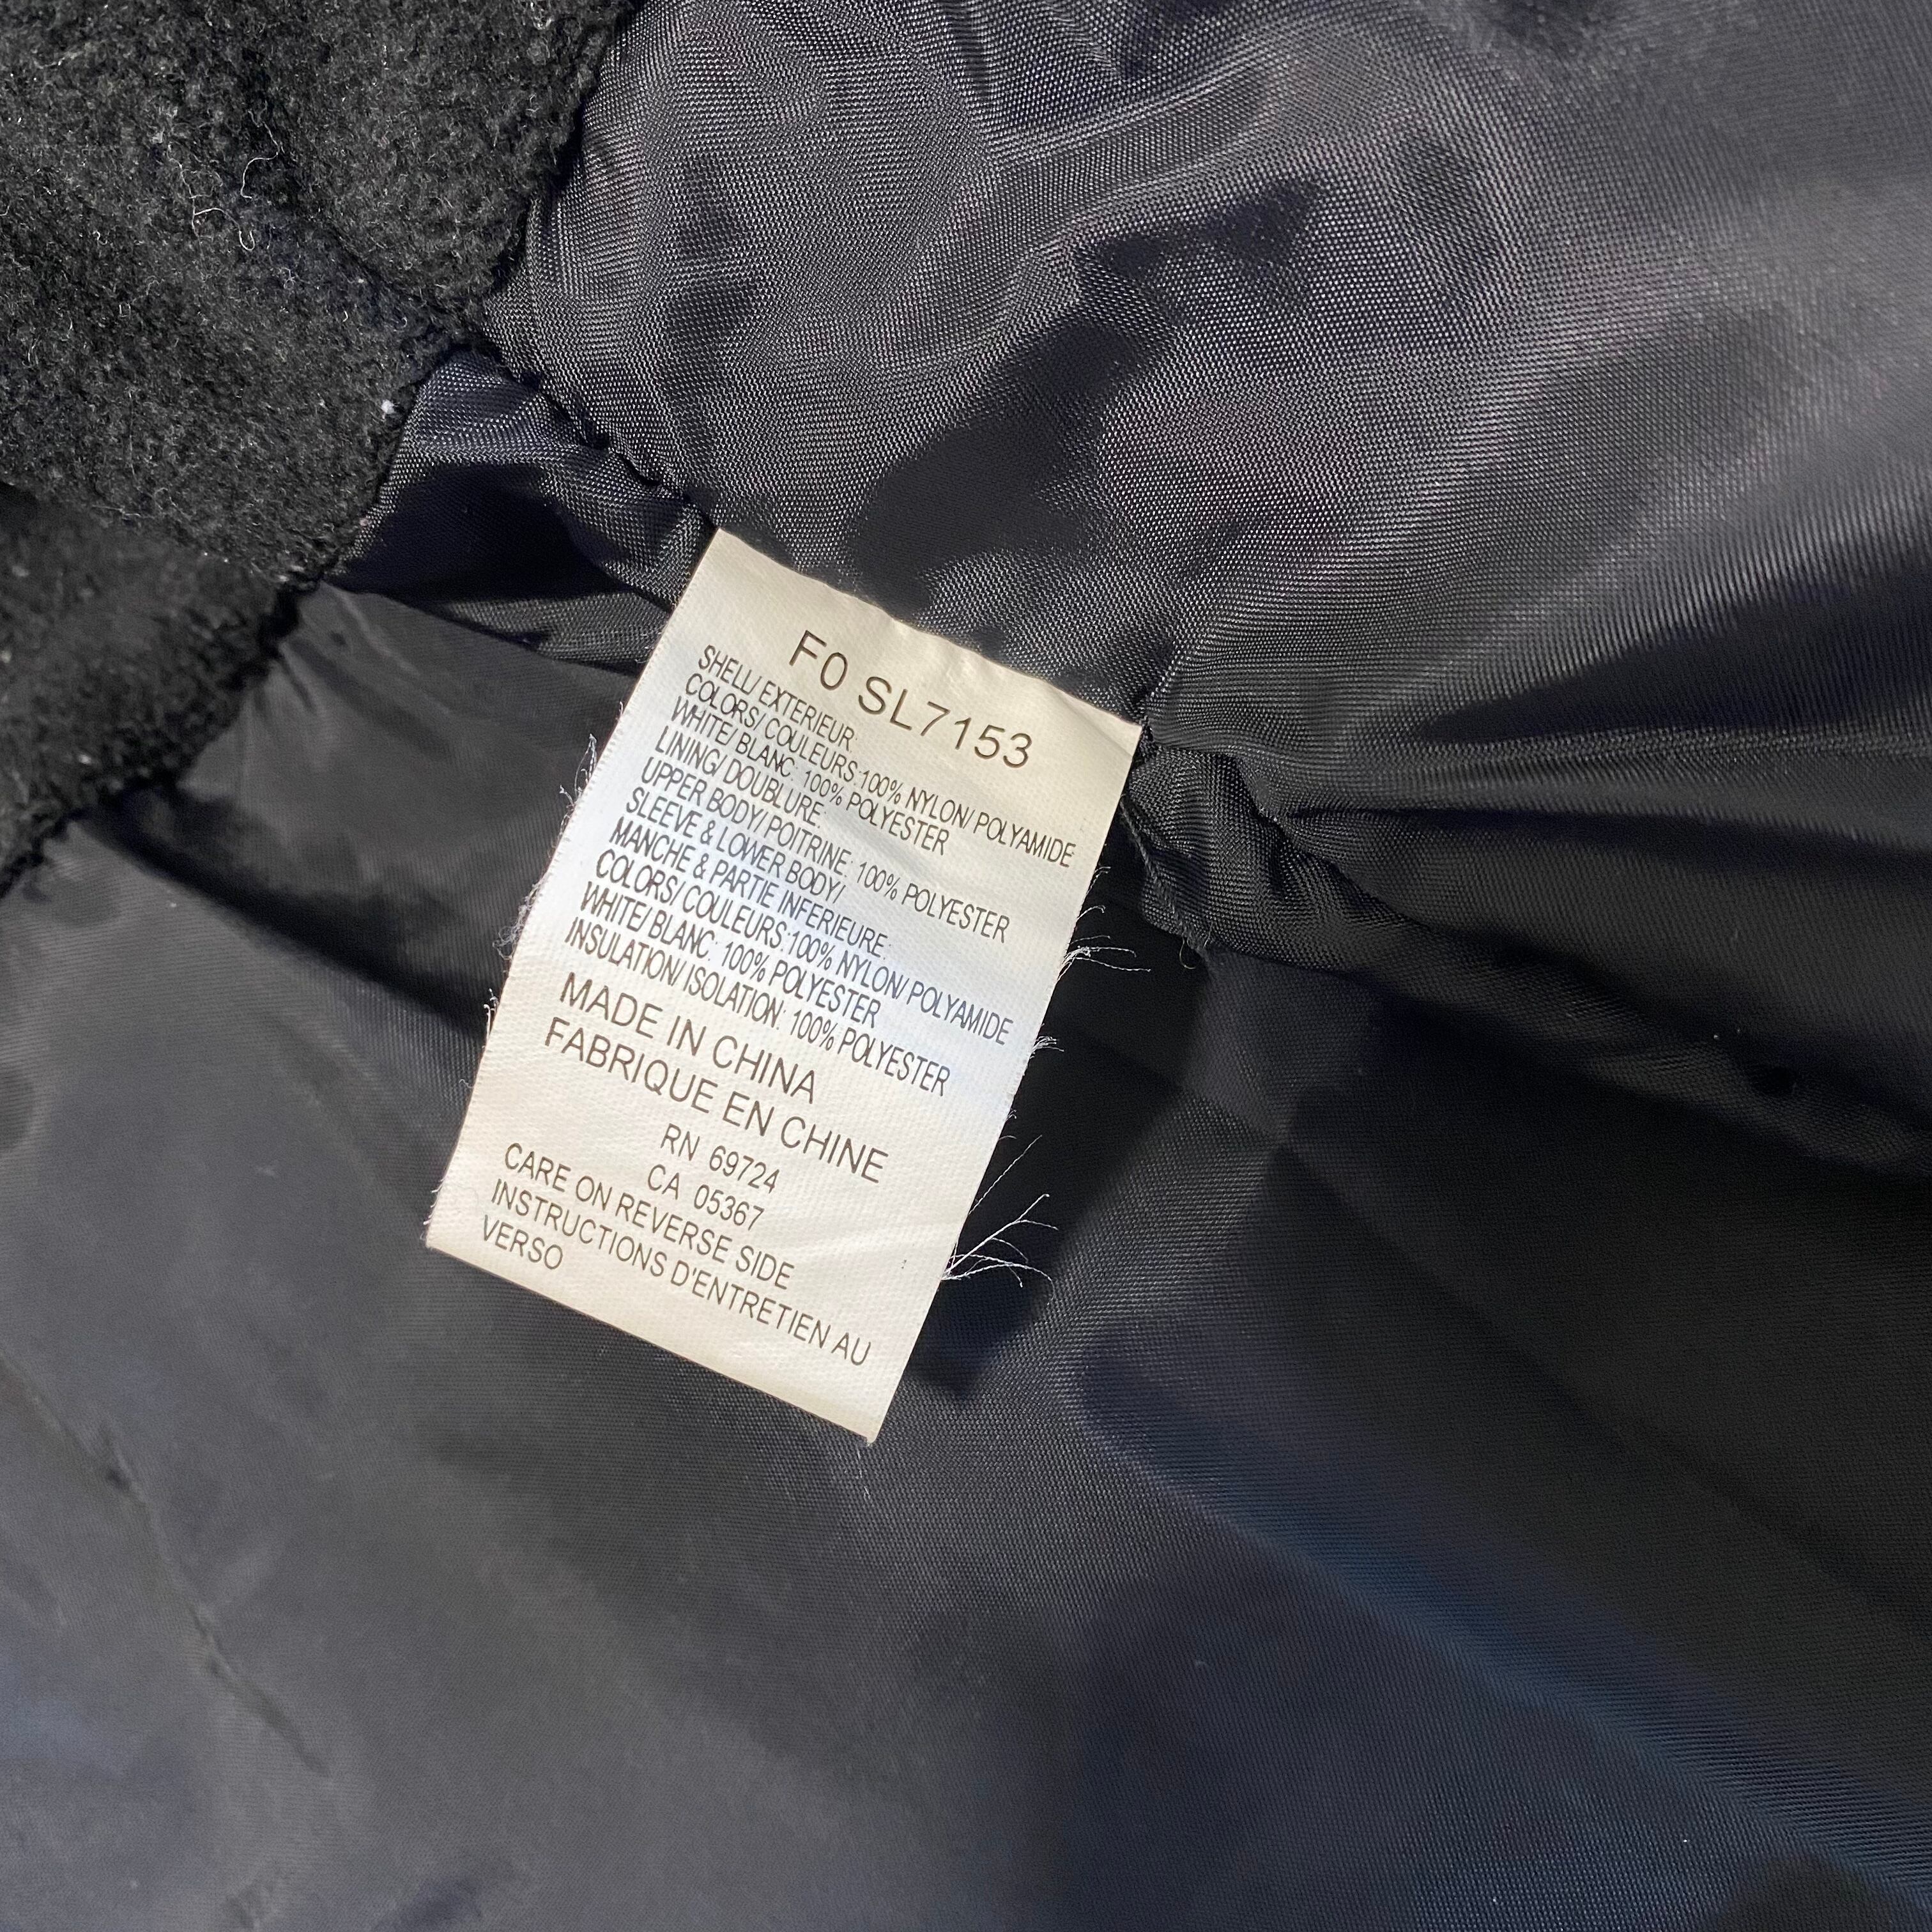 F0 SL7153
SHELL/ EXTERIEUR:
COLORS/ COULEURS:100% NYLON/ POLYAMIDE
WHITE/ BLANC: 100% POLYESTER
LINING/ DOUBLURE:
UPPER BODY/ POITRINE: 100% POLYESTER
SLEEVE & LOWER BODY/
MANCHE & PARTIE INFERIEURE:
COLORS/ COULEURS:100% NYLON/ POLYAMIDE
WHITE/ BLANC: 100% POLYESTER
INSULATION/ ISOLATION: 100% POLYESTER
MADE IN CHINA
FABRIQUE EN CHINE
RN 69724
CA 05367
CARE ON REVERSE SIDE
INSTRUCTIONS D'ENTRETIEN AU
VERSO